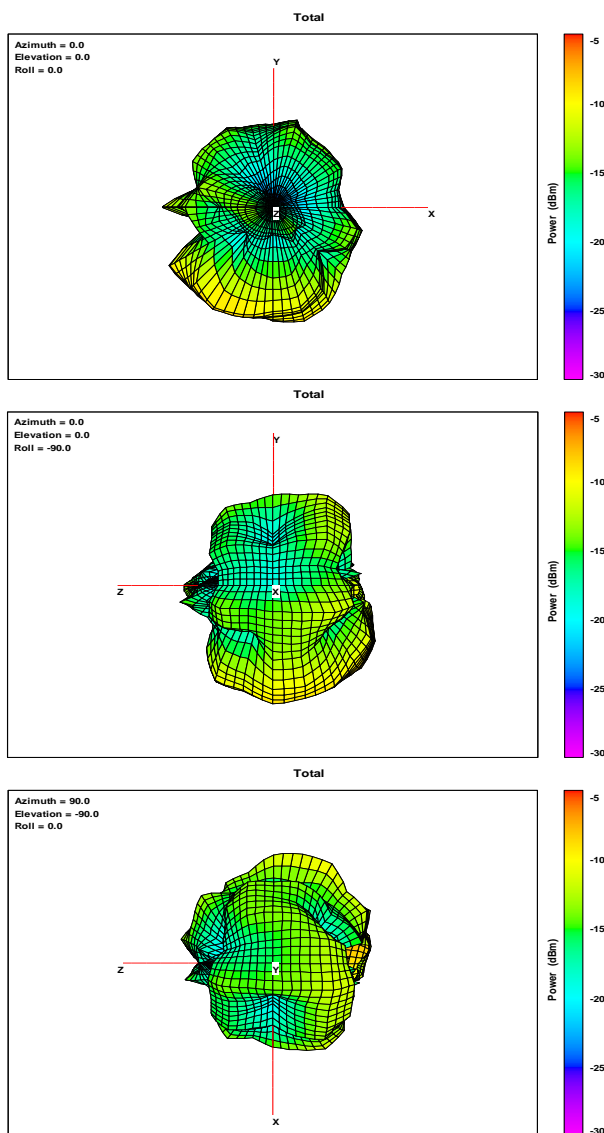 Total
Azimuth = 0.0
Elevation = 0.0
Roll = 0.0
Y
X
Z
Power (dBm)
-5
-10
-15
-20
-25
-30
Total
Azimuth = 0.0
Elevation = 0.0
Roll = -90.0
Y
Z
X
Power (dBm)
-5
-10
-15
-20
-25
-30
Total
Azimuth = 90.0
Elevation = -90.0
Roll = 0.0
Z
Y
X
Power (dBm)
-5
-10
-15
-20
-25
-30